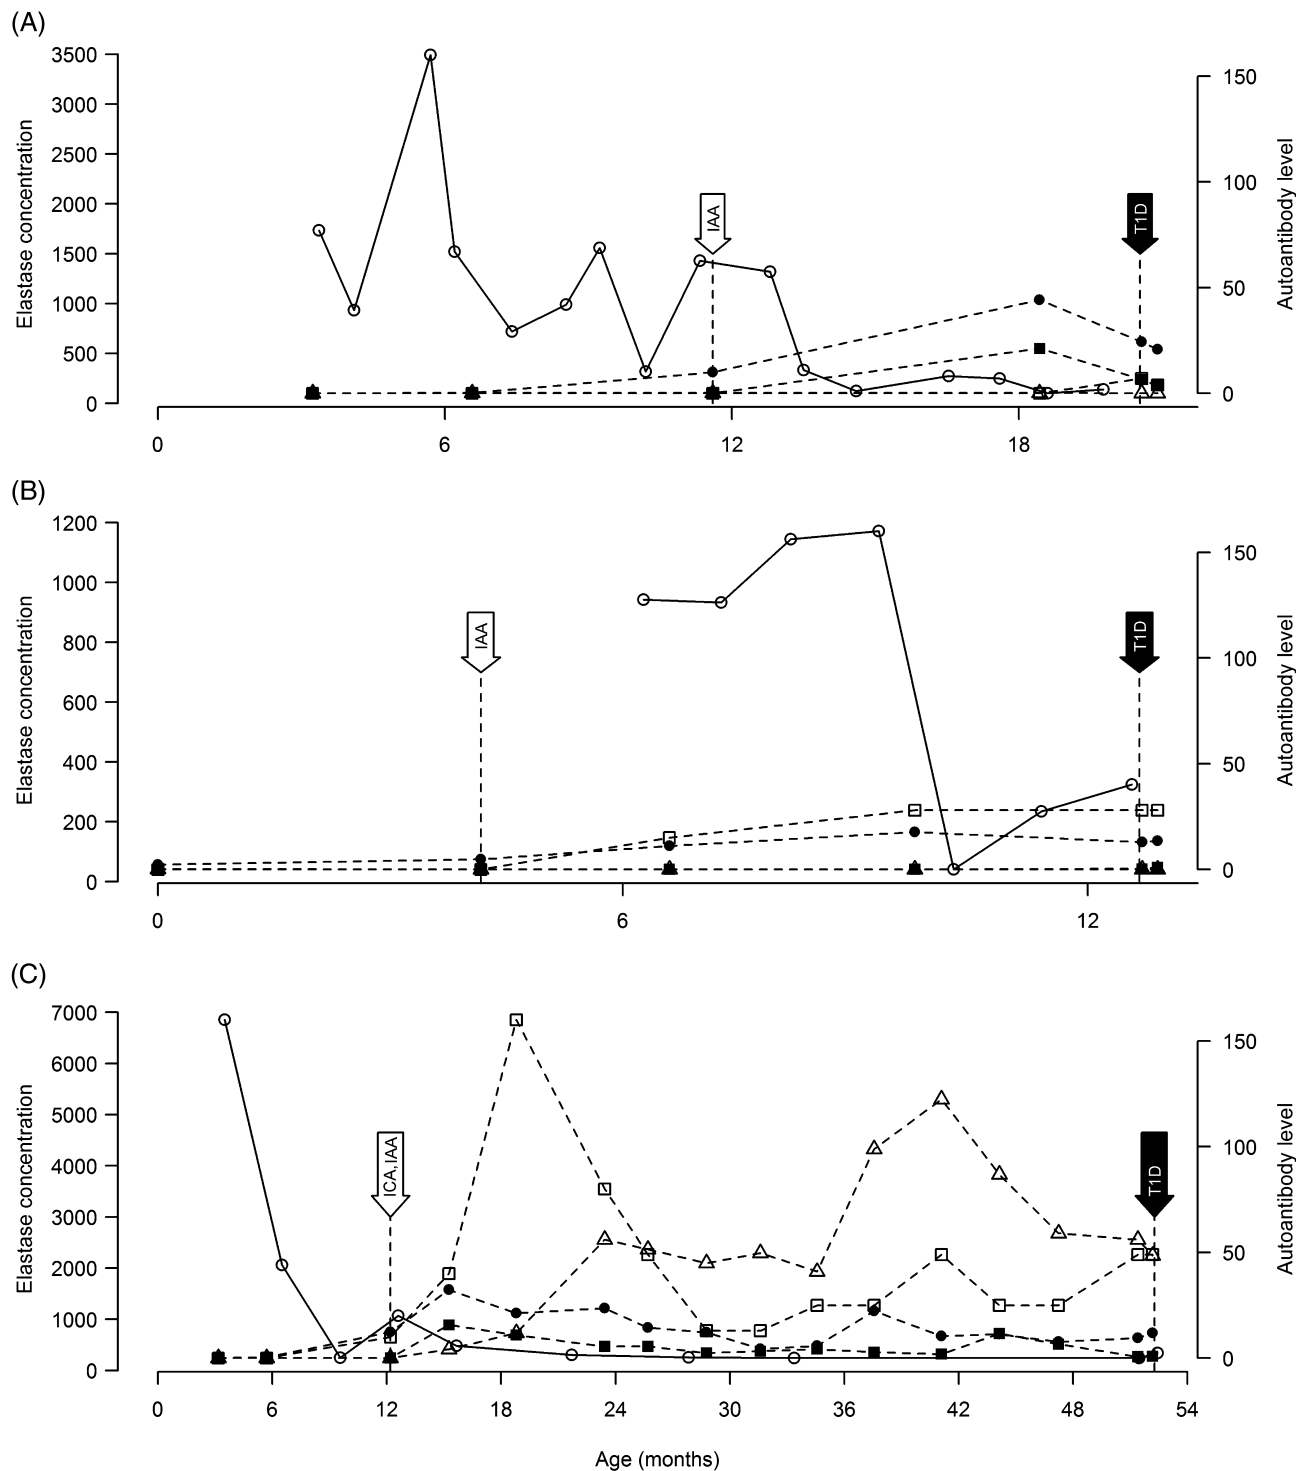 (A)
3500
3000
2500
2000
1500
1000
500
0
Elastase concentration
150
100
50
0
Autoantibody level
IAA
T1D
0 6 12 18
(B)
1200
1000
800
600
400
200
0
Elastase concentration
150
100
50
0
Autoantibody level
IAA
T1D
0 6 12
(C)
7000
6000
5000
4000
3000
2000
1000
0
Elastase concentration
150
100
50
0
Autoantibody level
ICA,IAA
T1D
0 6 12 18 24 30 36 42 48 54
Age (months)